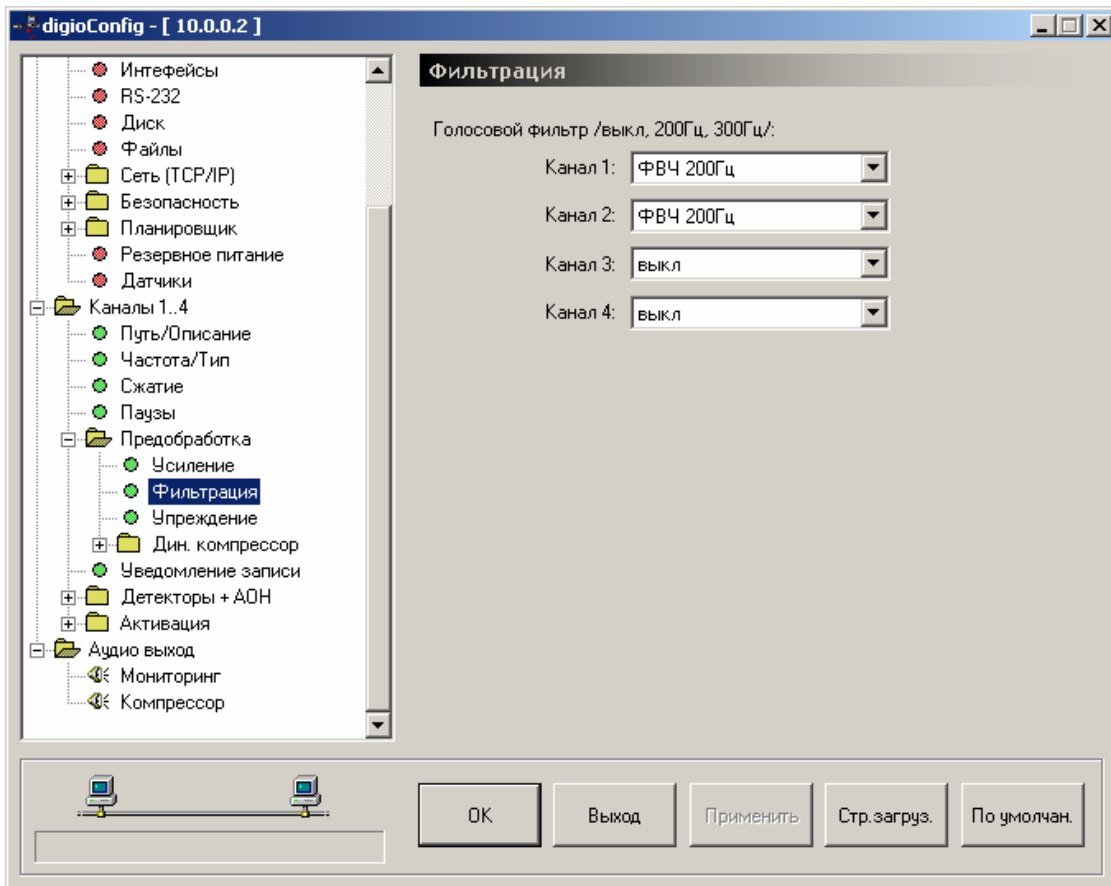 digioConfig - [ 10.0.0.2 ]
Интефейсы
RS-232
Диск
Файлы
Сеть (TCP/IP)
Безопасность
Планировщик
Резервное питание
Датчики
Каналы 1..4
Путь/Описание
Частота/Тип
Сжатие
Паузы
Предобработка
Усиление
Фильтрация
Упреждение
Дин. компрессор
Уведомление записи
Детекторы + АОН
Активация
Аудио выход
Мониторинг
Компрессор
Фильтрация
Голосовой фильтр /выкл, 200Гц, 300Гц/:
Канал 1: ФВЧ 200Гц
Канал 2: ФВЧ 200Гц
Канал 3: выкл
Канал 4: выкл
OK Выход Применить Стр.загруз. По умолчан.